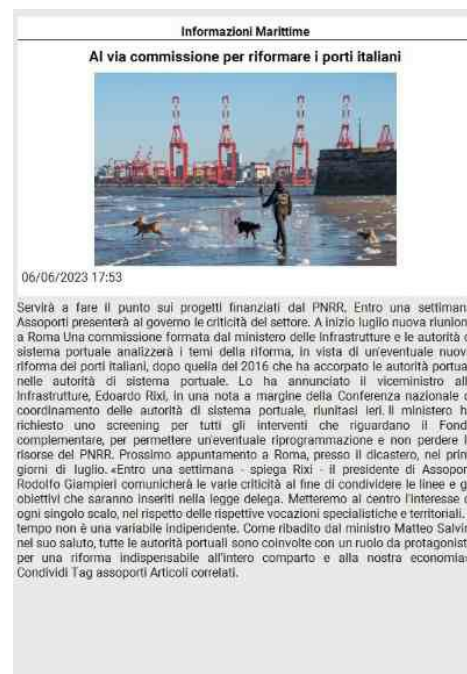 Informazioni Marittime
Al via commissione per riformare i porti italiani
06/06/2023 17:53
Servirà a fare il punto sui progetti finanziati dal PNRR. Entro una settiman
Assoporti presenterà al governo le criticità del settore. A inizio luglio nuova riunion
a Roma Una commissione formata dal ministero delle Infrastrutture e le autorità d
sistema portuale analizzerà i temi della riforma, in vista di un'eventuale nuov
riforma dei porti italiani, dopo quella del 2016 che ha accorpato le autorità portua
nelle autorità di sistema portuale. Lo ha annunciato il viceministro all
Infrastrutture, Edoardo Rixi, in una nota a margine della Conferenza nazionale d
coordinamento delle autorità di sistema portuale, riunitasi ieri. Il ministero h
richiesto uno screening per tutti gli interventi che riguardano il Fond
complementare, per permettere un'eventuale riprogrammazione e non perdere l
risorse del PNRR. Prossimo appuntamento a Roma, presso il dicastero, nei prim
giorni di luglio. «Entro una settimana - spiega Rixi - il presidente di Assopor
Rodolfo Giampieri comunicherà le varie criticità al fine di condividere le linee e g
obiettivi che saranno inseriti nella legge delega. Metteremo al centro l'interesse d
ogni singolo scalo, nel rispetto delle rispettive vocazioni specialistiche e territoriali.
tempo non è una variabile indipendente. Come ribadito dal ministro Matteo Salvin
nel suo saluto, tutte le autorità portuali sono coinvolte con un ruolo da protagonist
per una riforma indispensabile all'intero comparto e alla nostra economia»
Condividi Tag assoporti Articoli correlati.